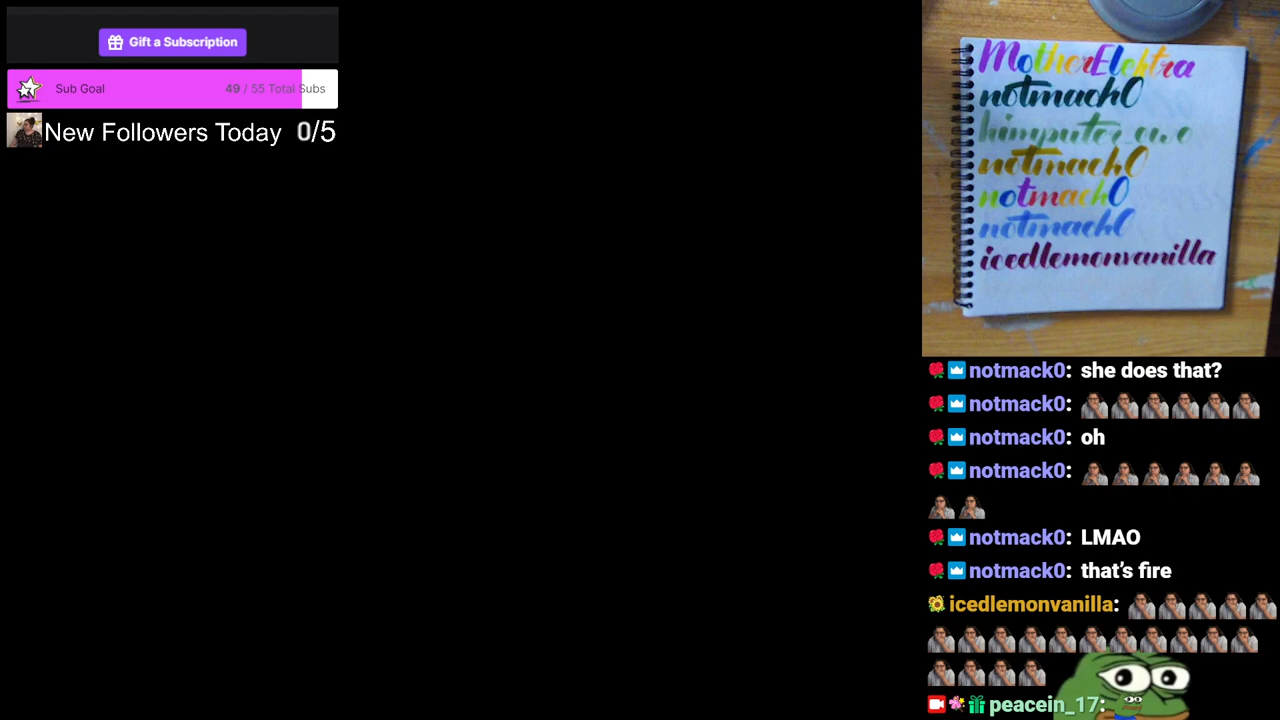 Gift a Subscription
Sub Goal 49 / 55 Total Subs
New Followers Today 0/5
MotherElektra
notmack0
himputer_owo
notmack0
notmack0
notmack0
icedlemonvanilla
notmack0: she does that?
notmack0:
notmack0: oh
notmack0:
notmack0: LMAO
notmack0: that's fire
icedlemonvanilla:
peacein_17: